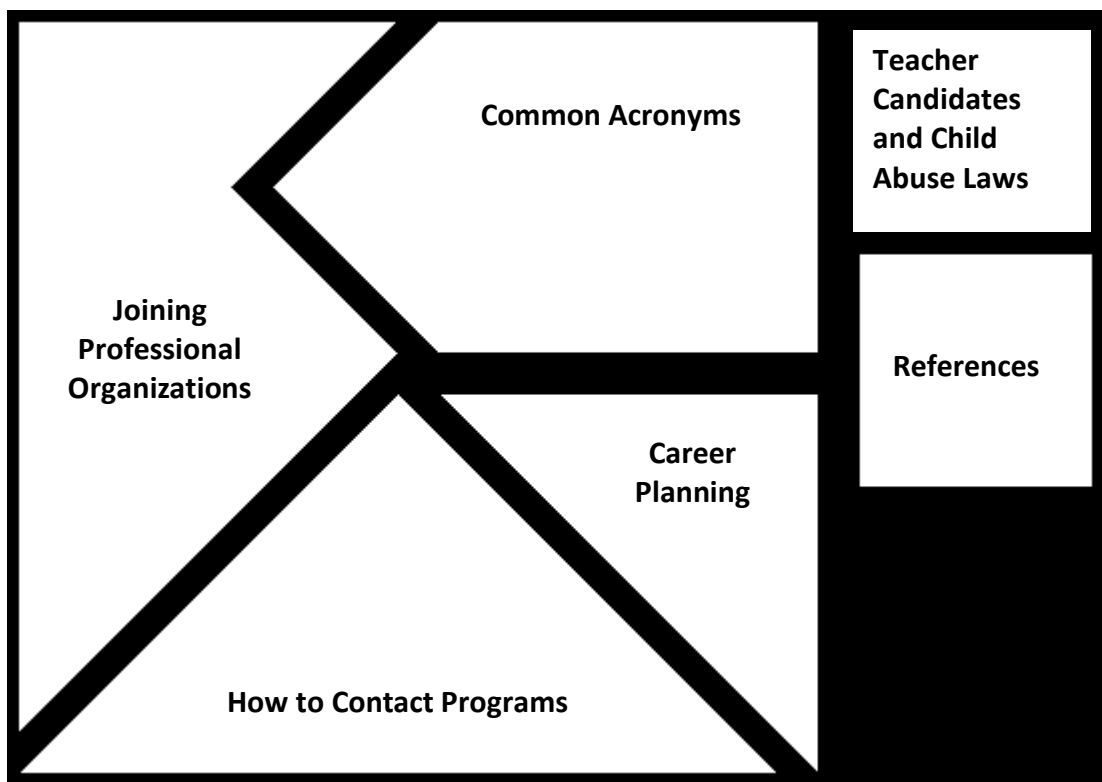 Common Acronyms
Teacher
Candidates
and Child
Abuse Laws
Joining
Professional
Organizations
References
Career
Planning
How to Contact Programs